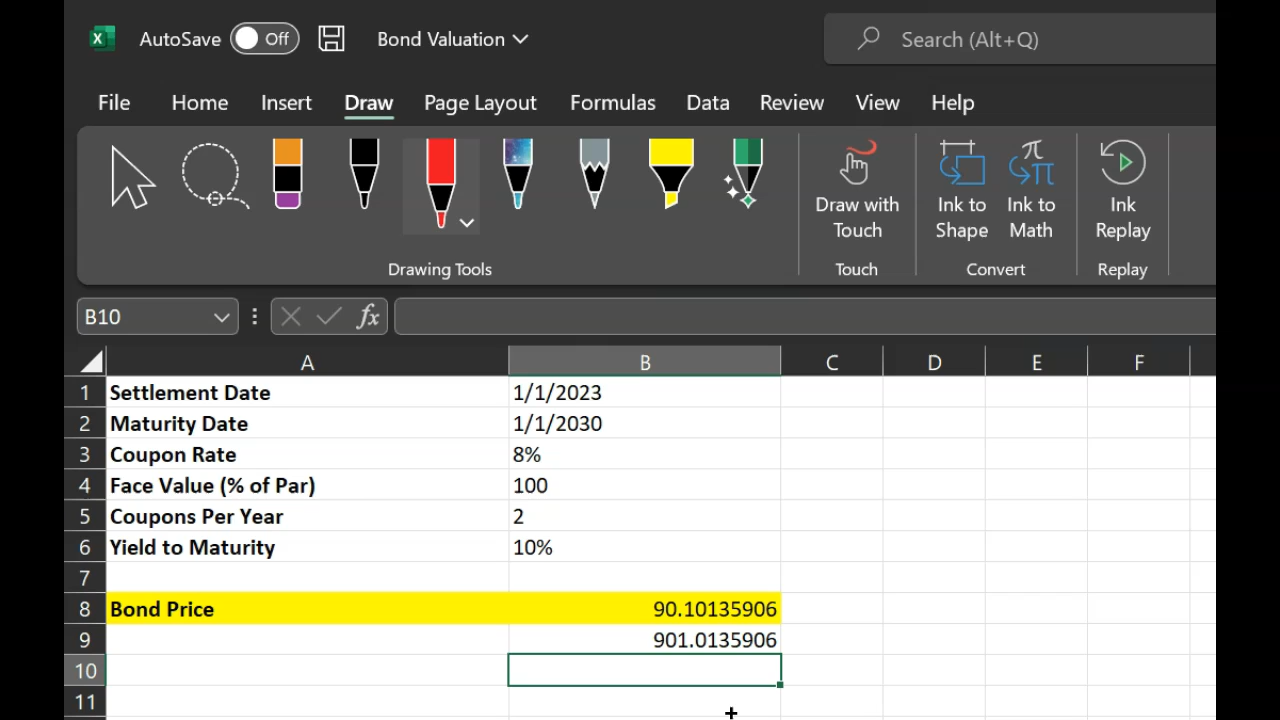 AutoSave Off Bond Valuation Search (Alt+Q)
File Home Insert Draw Page Layout Formulas Data Review View Help
Draw with Touch
Ink to Shape
Ink to Math
Ink Replay
Drawing Tools Touch Convert Replay
B10 fx
A B C D E F
1 Settlement Date 1/1/2023
2 Maturity Date 1/1/2030
3 Coupon Rate 8%
4 Face Value (% of Par) 100
5 Coupons Per Year 2
6 Yield to Maturity 10%
7
8 Bond Price 90.10135906
9 901.0135906
10
11